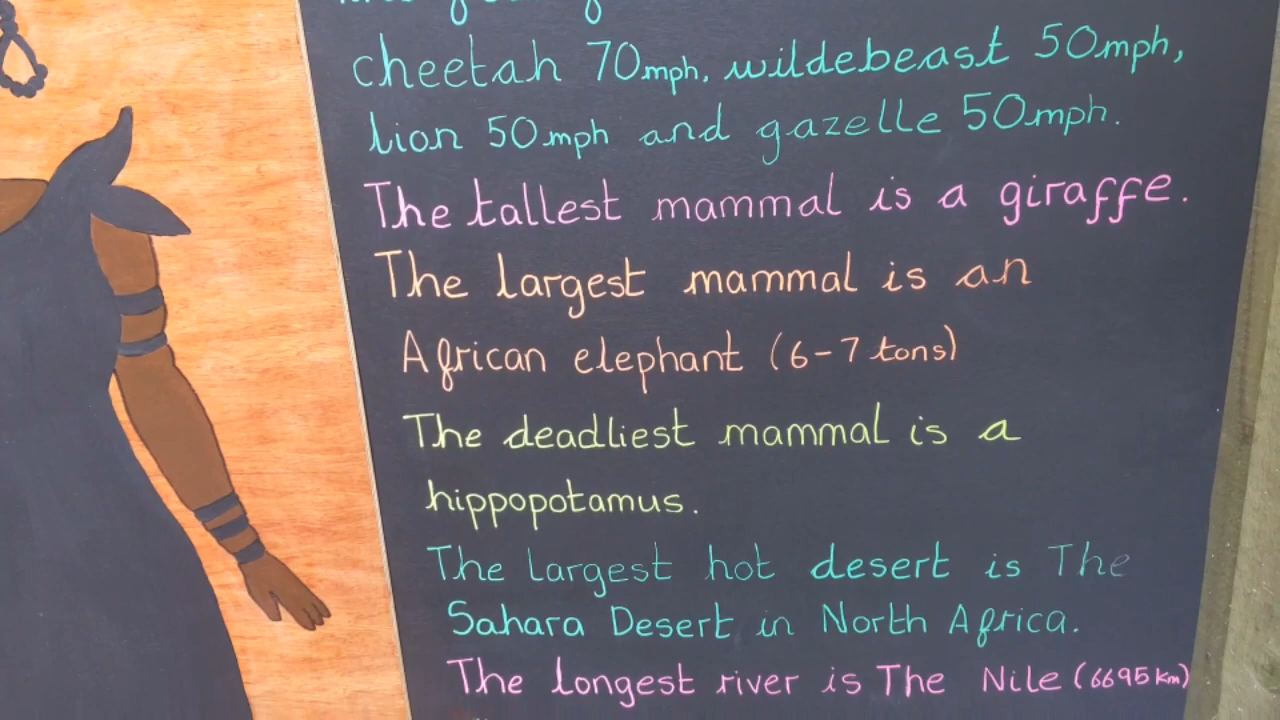 cheetah 70mph, wildebeast 50mph,
lion 50mph and gazelle 50mph.
The tallest mammal is a giraffe.
The largest mammal is an
African elephant (6-7 tons)
The deadliest mammal is a
hippopotamus.
The largest hot desert is The
Sahara Desert in North Africa.
The longest river is The Nile (6695km)